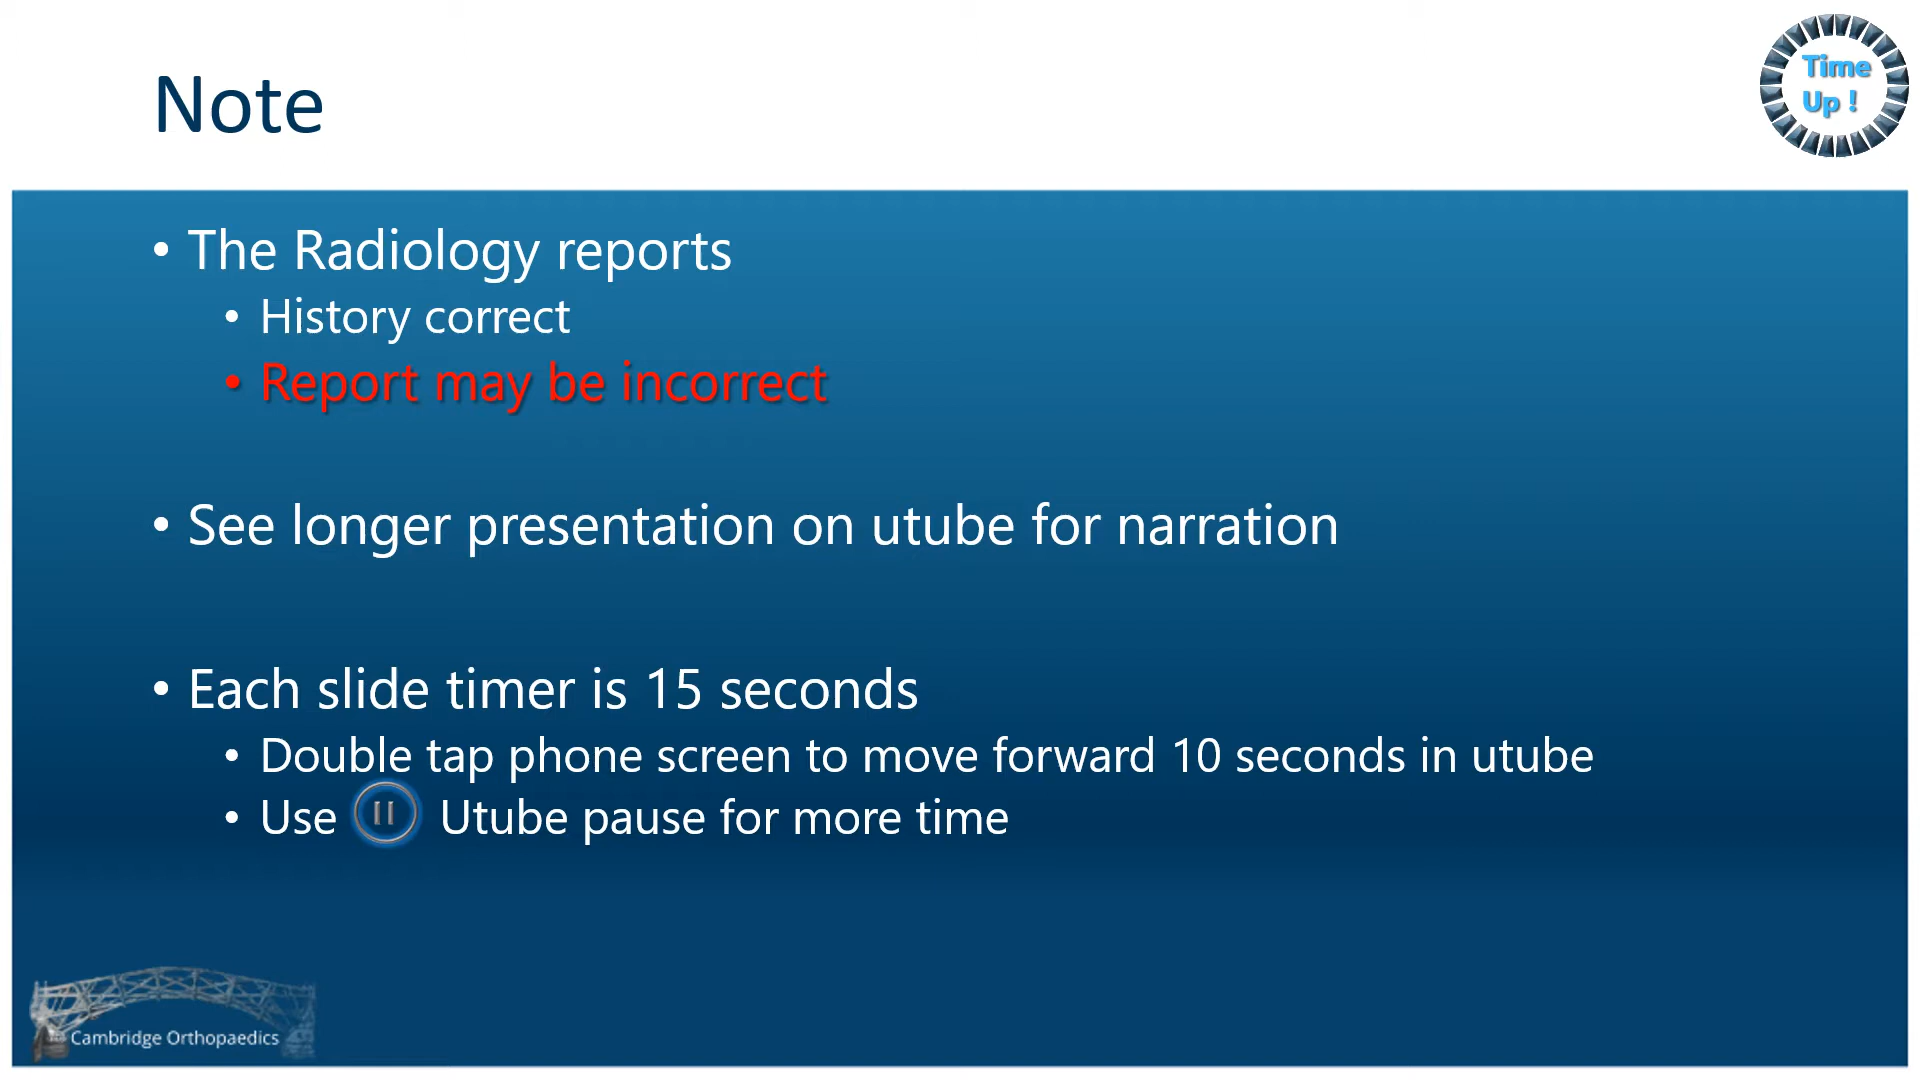 Note
Time
Up !
• The Radiology reports
• History correct
• Report may be incorrect
• See longer presentation on utube for narration
• Each slide timer is 15 seconds
• Double tap phone screen to move forward 10 seconds in utube
• Use Utube pause for more time
Cambridge Orthopaedics